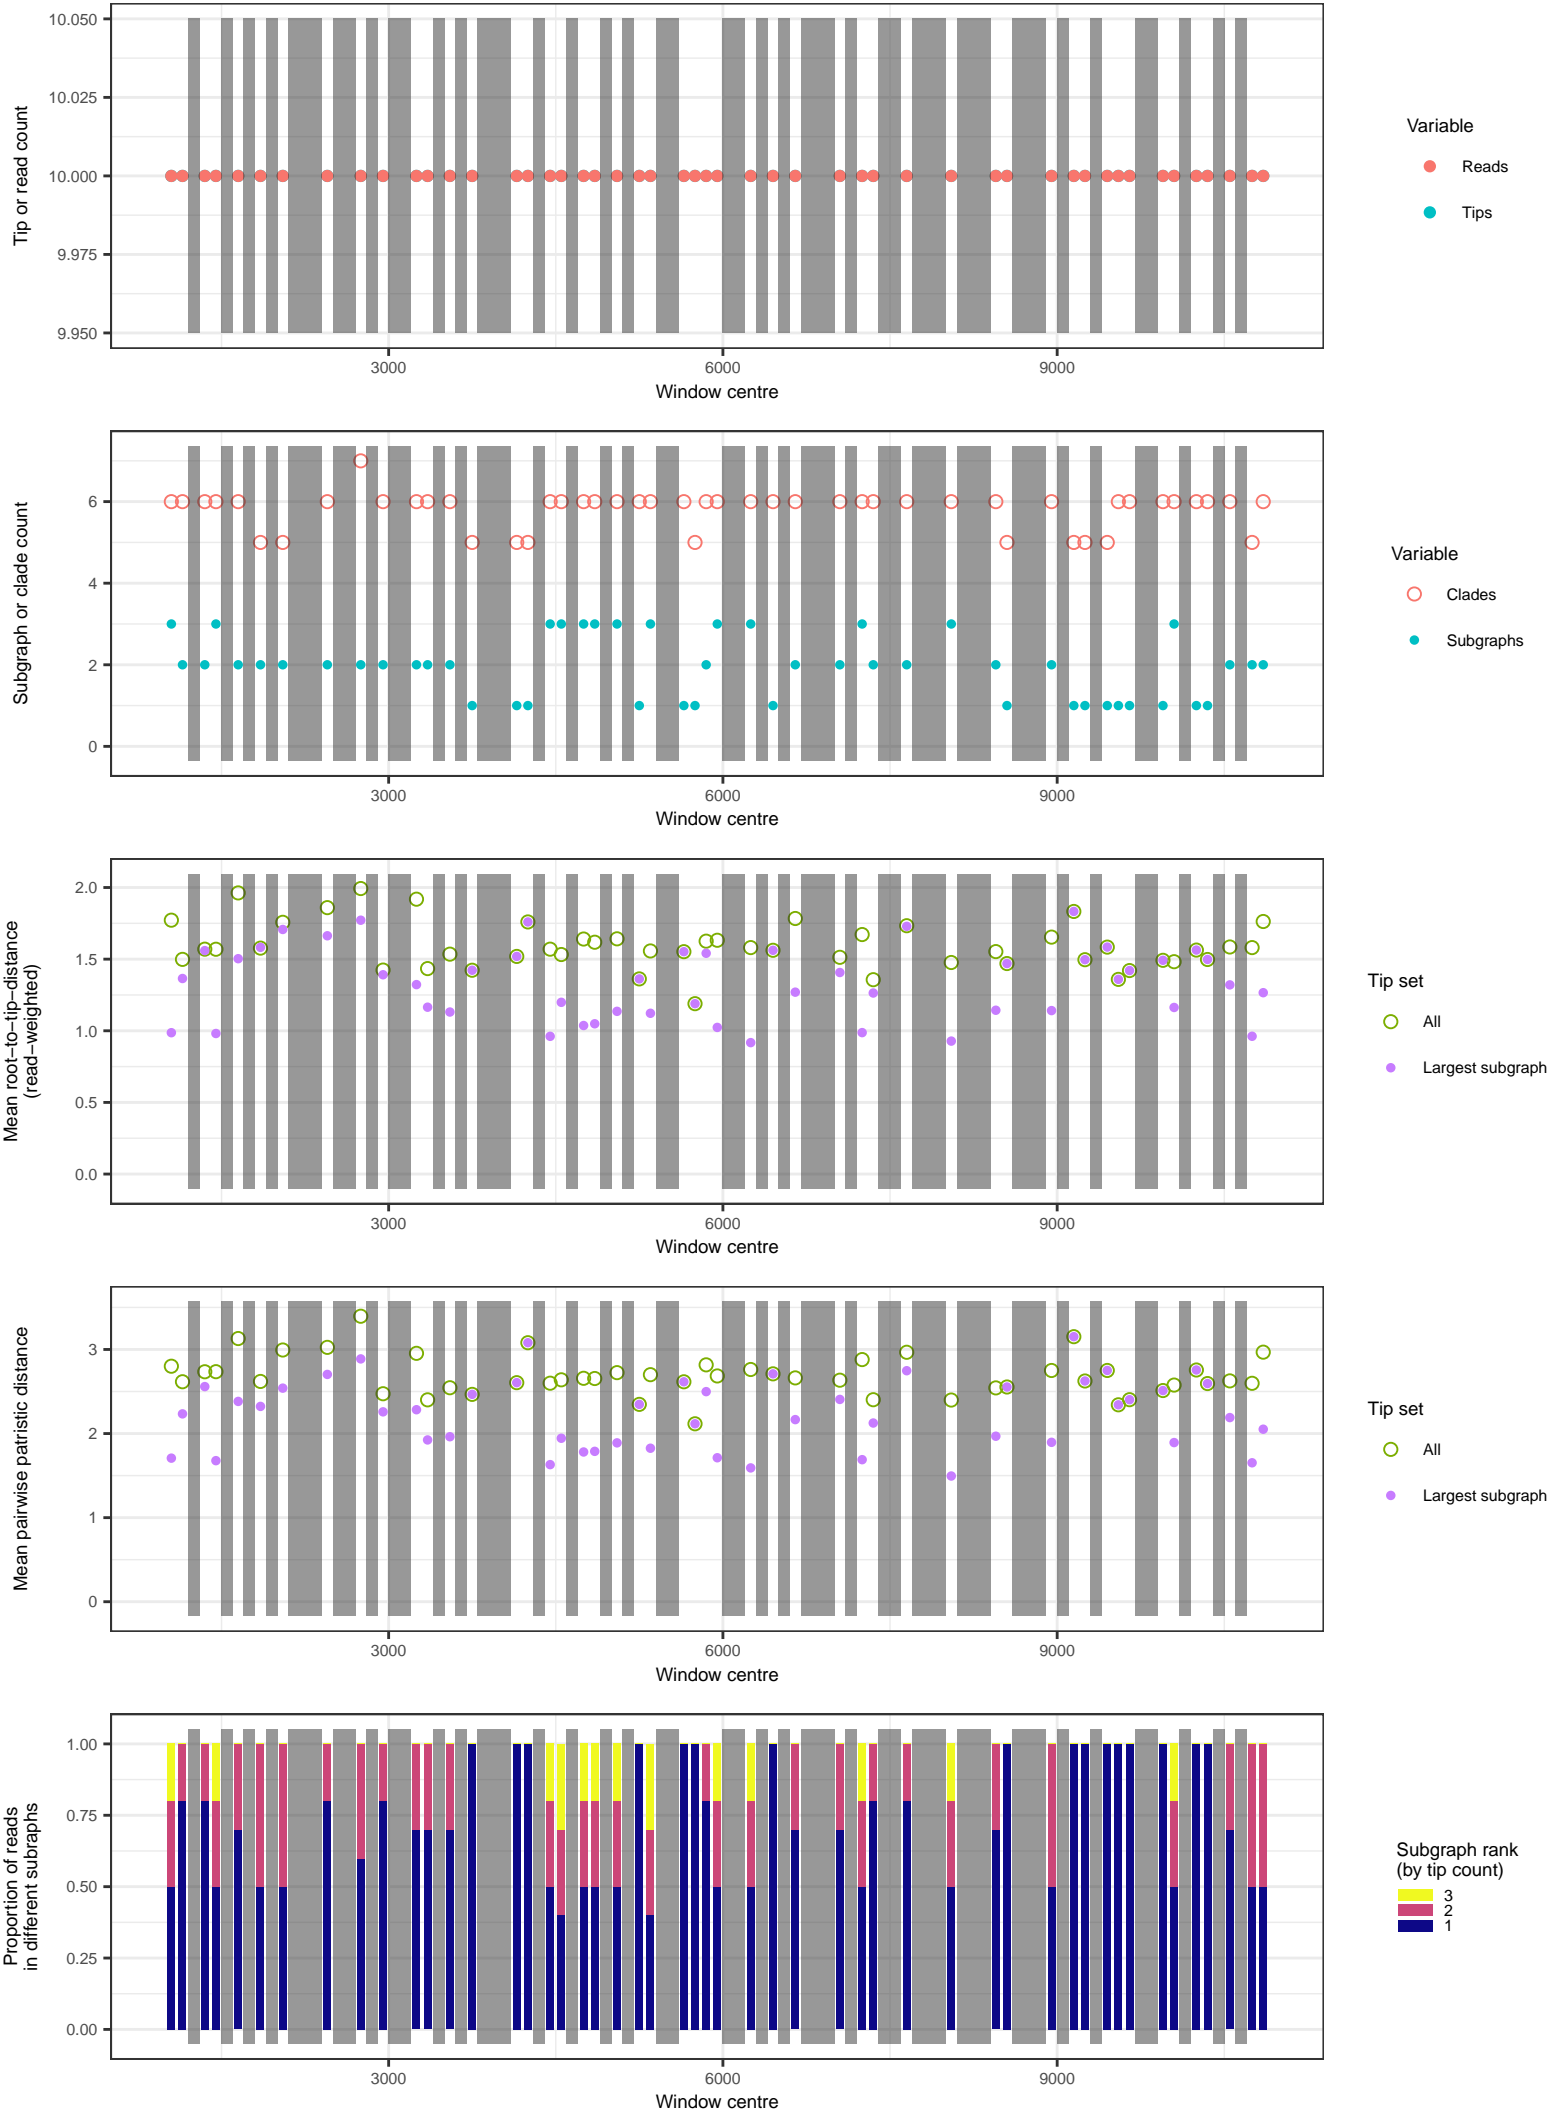 Tip or read count
10.050
10.025
10.000
9.975
9.950
3000
6000
9000
Window centre
Variable
Reads
Tips
Subgraph or clade count
6
4
2
0
3000
6000
9000
Window centre
Variable
Clades
Subgraphs
Mean root−to−tip−distance
(read−weighted)
2.0
1.5
1.0
0.5
0.0
3000
6000
9000
Window centre
Tip set
All
Largest subgraph
Mean pairwise patristic distance
3
2
1
0
3000
6000
9000
Window centre
Tip set
All
Largest subgraph
Proportion of reads
in different subraphs
1.00
0.75
0.50
0.25
0.00
3000
6000
9000
Window centre
Subgraph rank
(by tip count)
3
2
1